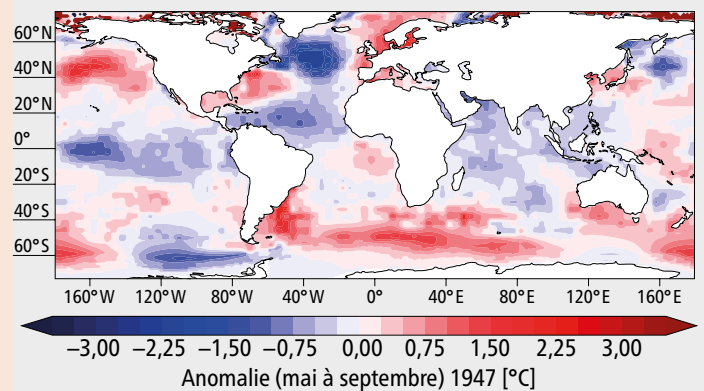 60°N
40°N
20°N
0°
20°S
40°S
60°S
160°W 120°W 80°W 40°W 0° 40°E 80°E 120°E 160°E
−3,00 −2,25 −1,50 −0,75 0,00 0,75 1,50 2,25 3,00
Anomalie (mai à septembre) 1947 [°C]